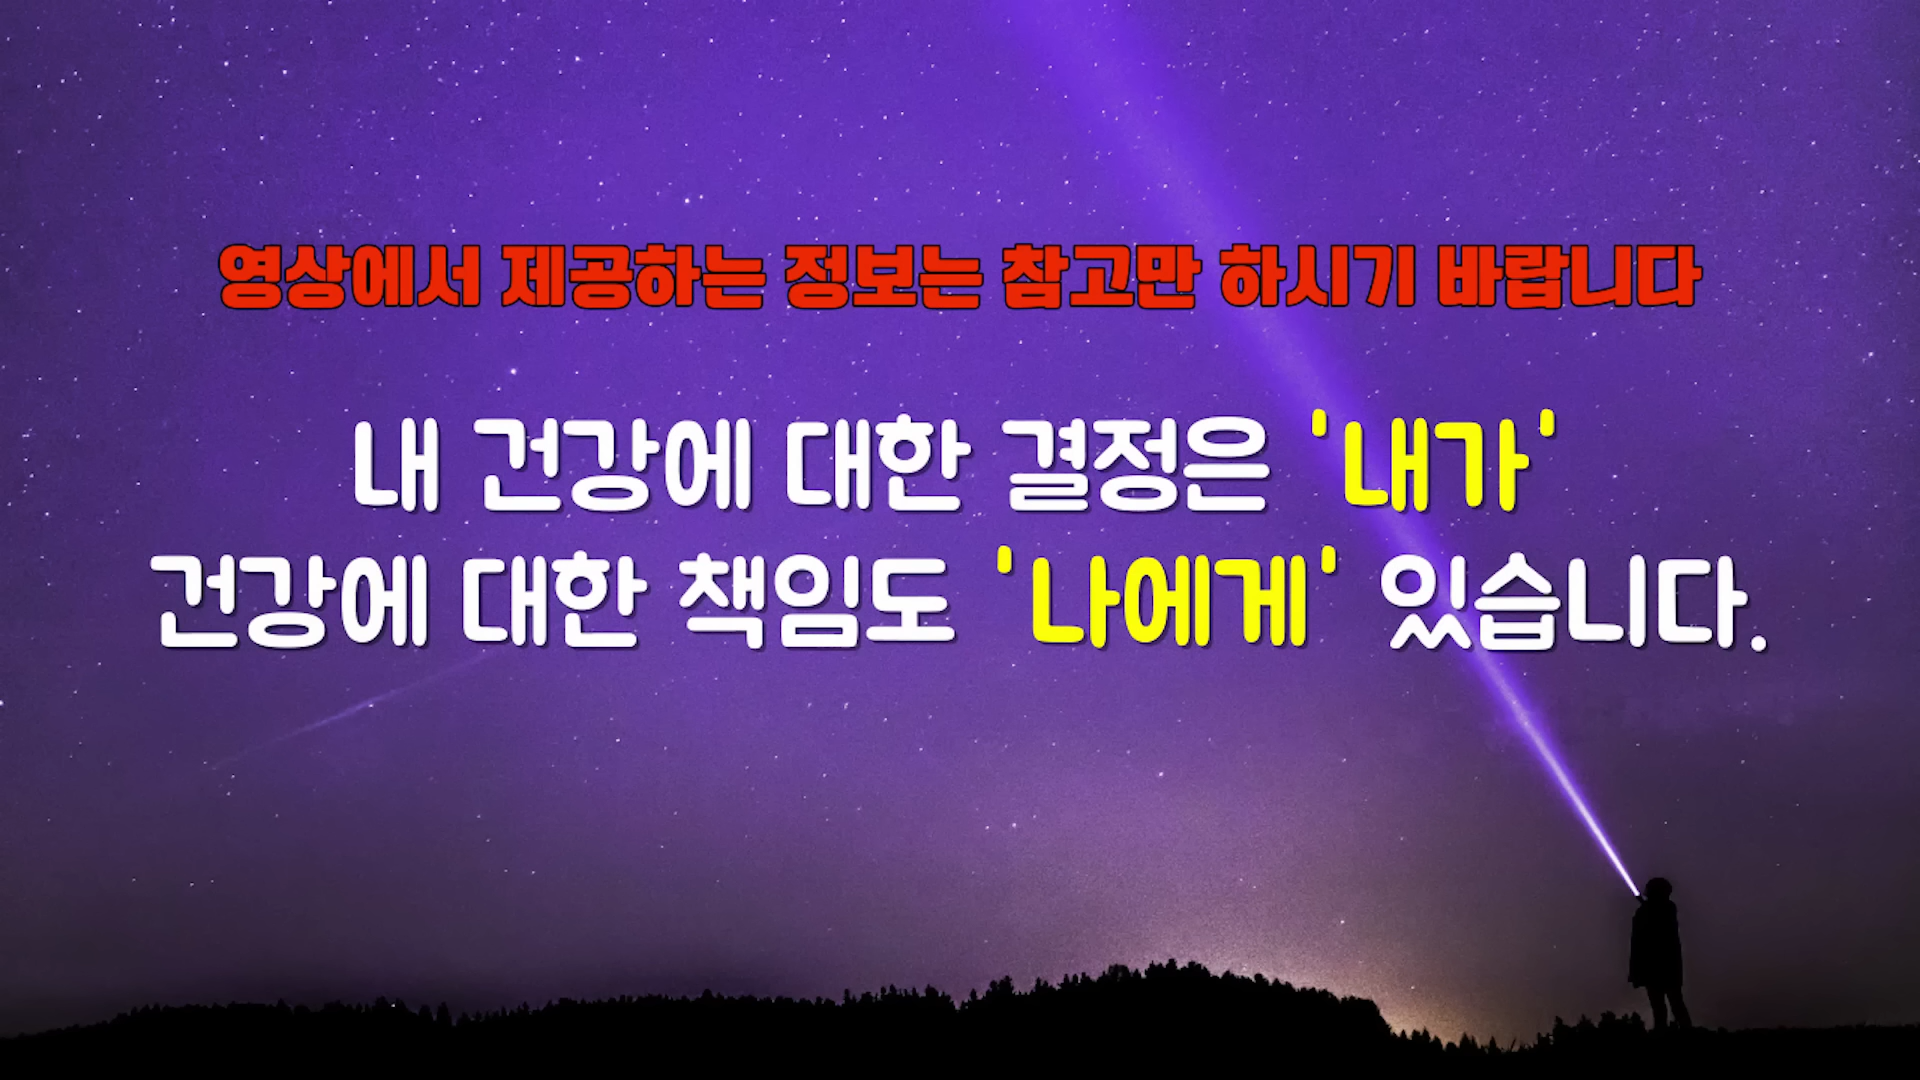 영상에서 제공하는 정보는 참고만 하시기 바랍니다
내 건강에 대한 결정은 '내가'
건강에 대한 책임도 '나에게' 있습니다.